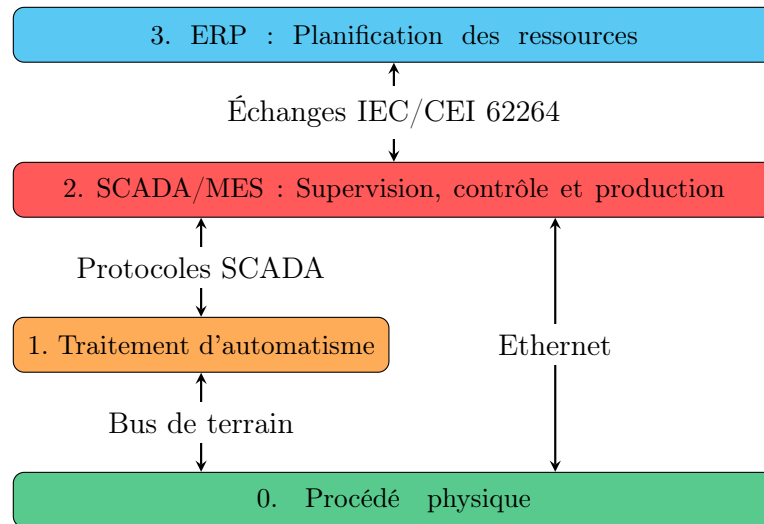 3. ERP : Planification des ressources
Échanges IEC/CEI 62264
2. SCADA/MES : Supervision, contrôle et production
Protocoles SCADA
1. Traitement d'automatisme
Ethernet
Bus de terrain
0. Procédé physique